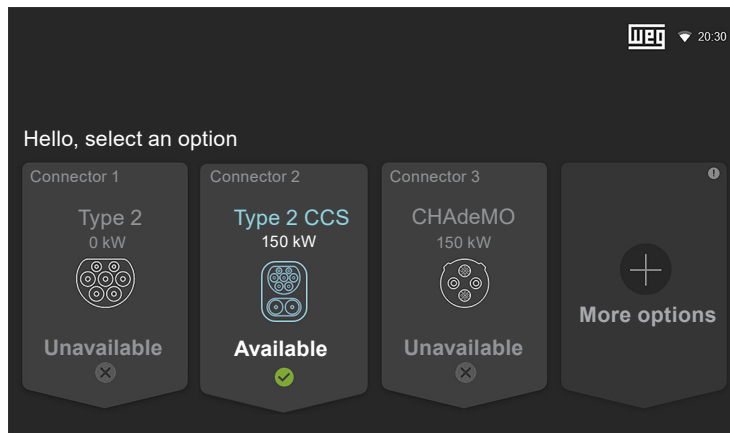 weg
20:30
Hello, select an option
Connector 1
Type 2
0 kW
Unavailable
Connector 2
Type 2 CCS
150 kW
Available
Connector 3
CHAdeMO
150 kW
Unavailable
More options